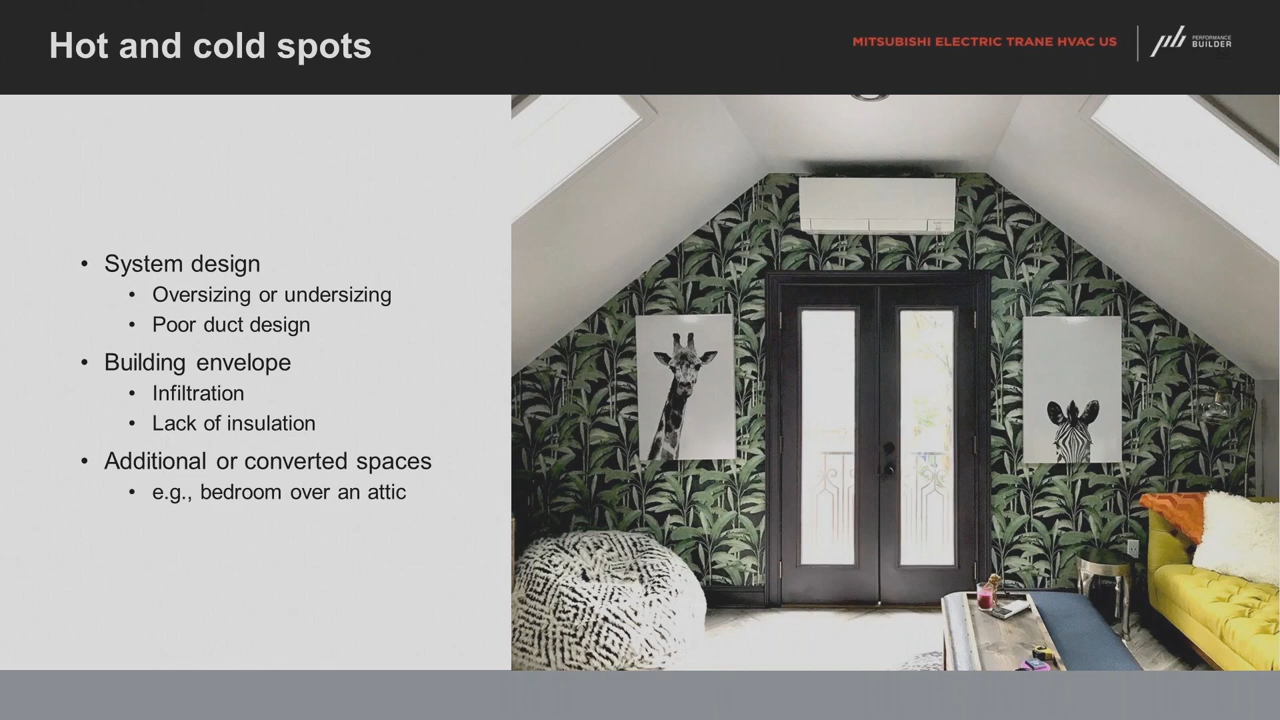 Hot and cold spots
MITSUBISHI ELECTRIC TRANE HVAC US
PERFORMANCE
BUILDER
• System design
• Oversizing or undersizing
• Poor duct design
• Building envelope
• Infiltration
• Lack of insulation
• Additional or converted spaces
• e.g., bedroom over an attic